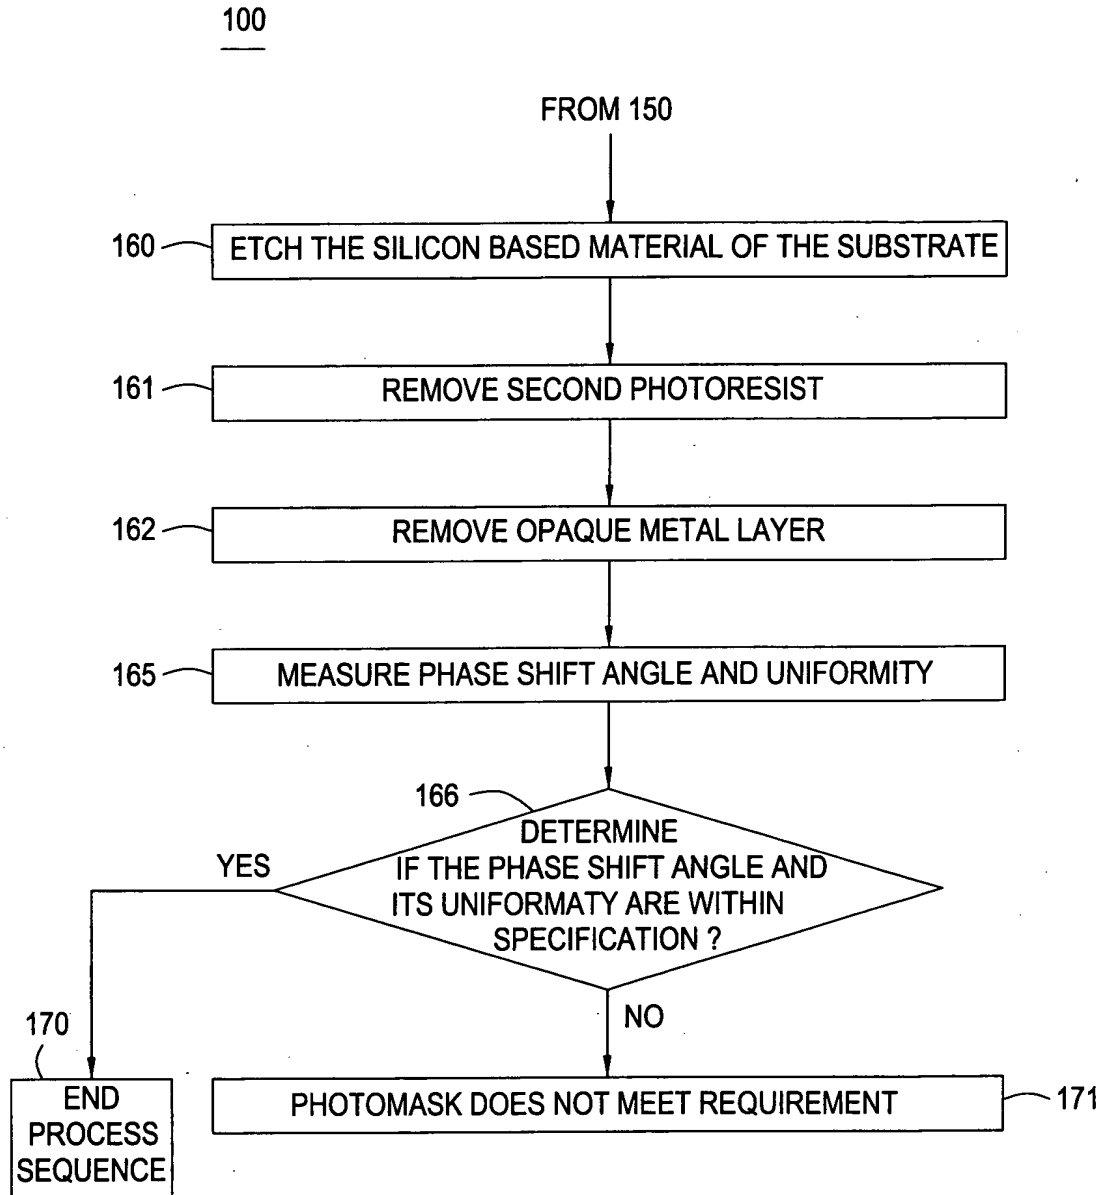 100
FROM 150
160
ETCH THE SILICON BASED MATERIAL OF THE SUBSTRATE
161
REMOVE SECOND PHOTORESIST
162
REMOVE OPAQUE METAL LAYER
165
MEASURE PHASE SHIFT ANGLE AND UNIFORMITY
166
DETERMINE
IF THE PHASE SHIFT ANGLE AND
ITS UNIFORMATY ARE WITHIN
SPECIFICATION ?
YES
NO
170
END
PROCESS
SEQUENCE
PHOTOMASK DOES NOT MEET REQUIREMENT
171